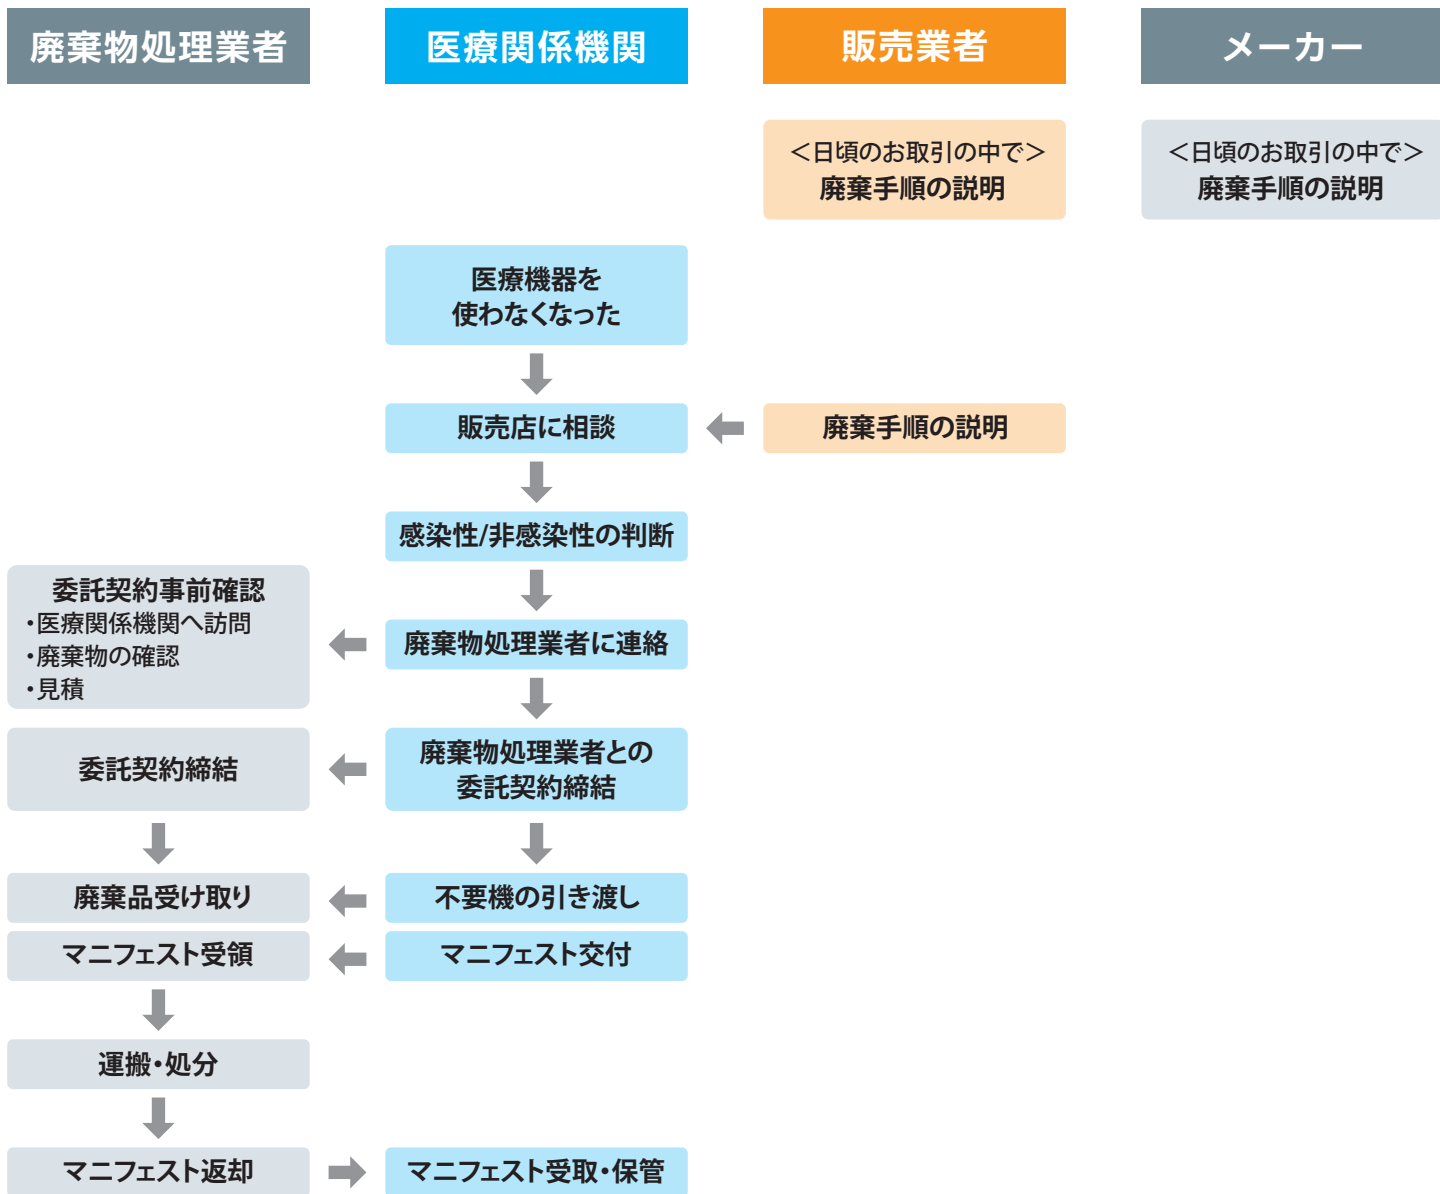 廃棄物処理業者
医療関係機関
販売業者
メーカー
＜日頃のお取引の中で＞
廃棄手順の説明
＜日頃のお取引の中で＞
廃棄手順の説明
医療機器を
使わなくなった
販売店に相談
廃棄手順の説明
感染性/非感染性の判断
委託契約事前確認
・医療関係機関へ訪問
・廃棄物の確認
・見積
廃棄物処理業者に連絡
委託契約締結
廃棄物処理業者との
委託契約締結
廃棄品受け取り
不要機の引き渡し
マニフェスト受領
マニフェスト交付
運搬・処分
マニフェスト返却
マニフェスト受取・保管